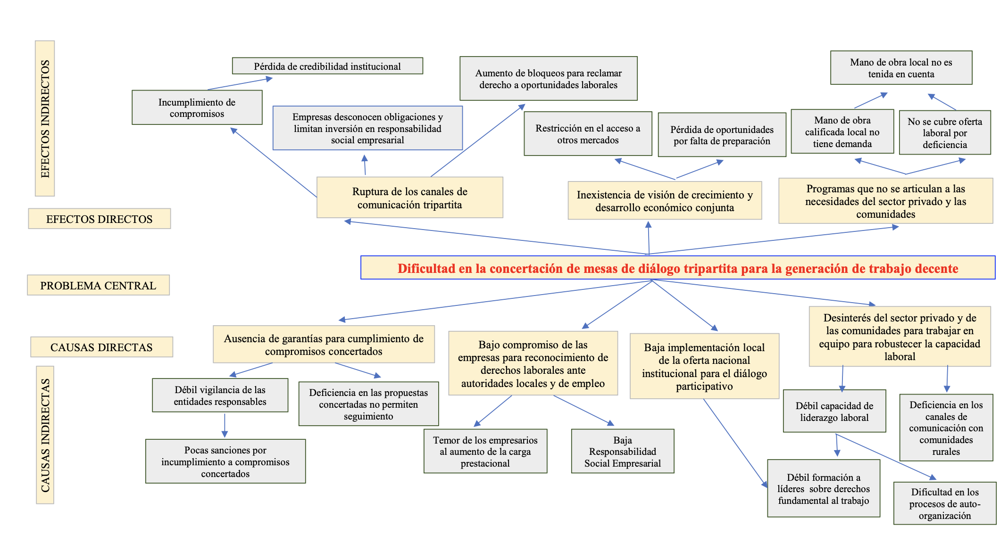 EFECTOS INDIRECTOS
Pérdida de credibilidad institucional
Incumplimiento de
compromisos
Empresas desconocen obligaciones y
limitan inversión en responsabilidad
social empresarial
Aumento de bloqueos para reclamar
derecho a oportunidades laborales
Restricción en el acceso a
otros mercados
Pérdida de oportunidades
por falta de preparación
Mano de obra local no es
tenida en cuenta
Mano de obra
calificada local no
tiene demanda
No se cubre oferta
laboral por
deficiencia
EFECTOS DIRECTOS
Ruptura de los canales de
comunicación tripartita
Inexistencia de visión de crecimiento y
desarrollo económico conjunta
Programas que no se articulan a las
necesidades del sector privado y las
comunidades
PROBLEMA CENTRAL
Dificultad en la concertación de mesas de diálogo tripartita para la generación de trabajo decente
CAUSAS DIRECTAS
Ausencia de garantías para cumplimiento de
compromisos concertados
Bajo compromiso de las
empresas para reconocimiento de
derechos laborales ante
autoridades locales y de empleo
Baja implementación local
de la oferta nacional
institucional para el diálogo
participativo
Desinterés del sector privado y de
las comunidades para trabajar en
equipo para robustecer la capacidad
laboral
CAUSAS INDIRECTAS
Débil vigilancia de las
entidades responsables
Deficiencia en las propuestas
concertadas no permiten
seguimiento
Pocas sanciones por
incumplimiento a compromisos
concertados
Temor de los empresarios
al aumento de la carga
prestacional
Baja
Responsabilidad
Social Empresarial
Débil capacidad de
liderazgo laboral
Deficiencia en los
canales de
comunicación con
comunidades
rurales
Débil formación a
líderes  sobre derechos
fundamental al trabajo
Dificultad en los
procesos de auto-
organización